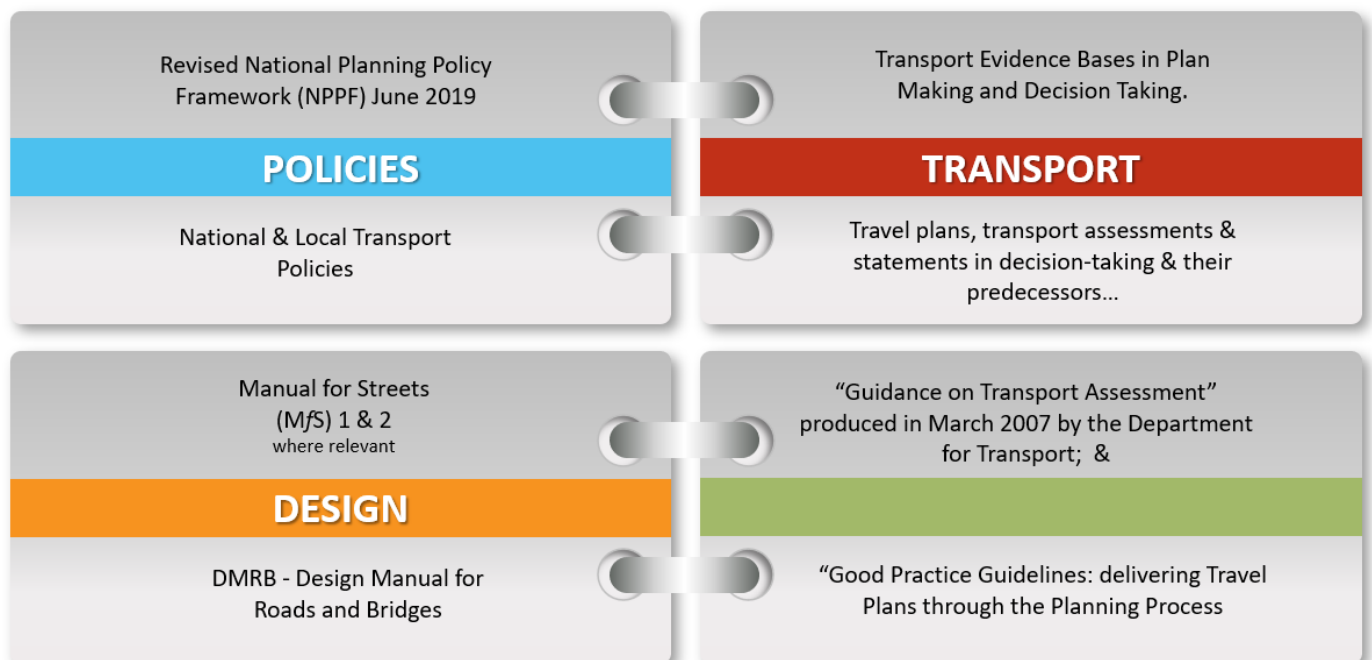 Revised National Planning Policy
Framework (NPPF) June 2019
POLICIES
National & Local Transport
Policies
Transport Evidence Bases in Plan
Making and Decision Taking.
TRANSPORT
Travel plans, transport assessments &
statements in decision-taking & their
predecessors...
Manual for Streets
(MfS) 1 & 2
where relevant
DESIGN
DMRB - Design Manual for
Roads and Bridges
“Guidance on Transport Assessment”
produced in March 2007 by the Department
for Transport;  &
“Good Practice Guidelines: delivering Travel
Plans through the Planning Process